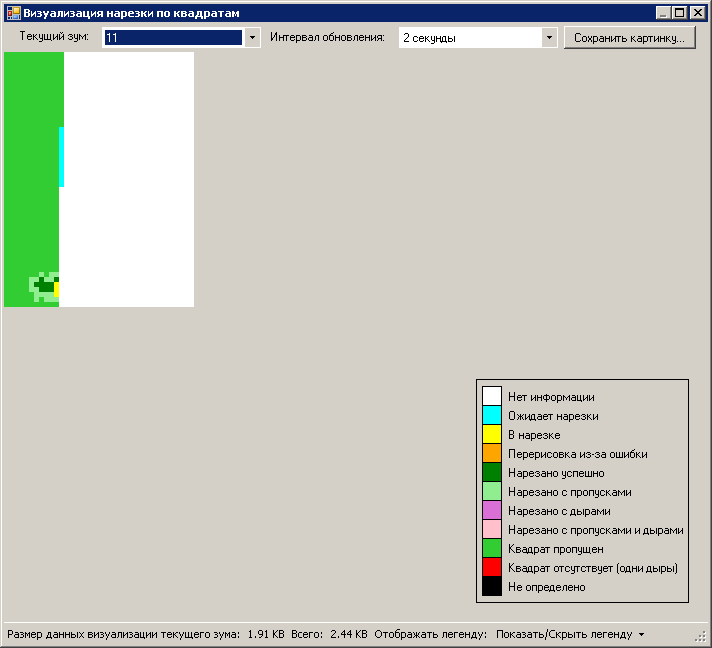 Визуализация нарезки по квадратам
Текущий зум: 11 Интервал обновления: 2 секунды Сохранить картинку...
Нет информации
Ожидает нарезки
В нарезке
Перерисовка из-за ошибки
Нарезано успешно
Нарезано с пропусками
Нарезано с дырами
Нарезано с пропусками и дырами
Квадрат пропущен
Квадрат отсутствует (одни дыры)
Не определено
Размер данных визуализации текущего зума: 1.91 KB Всего: 2.44 KB Отображать легенду: Показать/Скрыть легенду